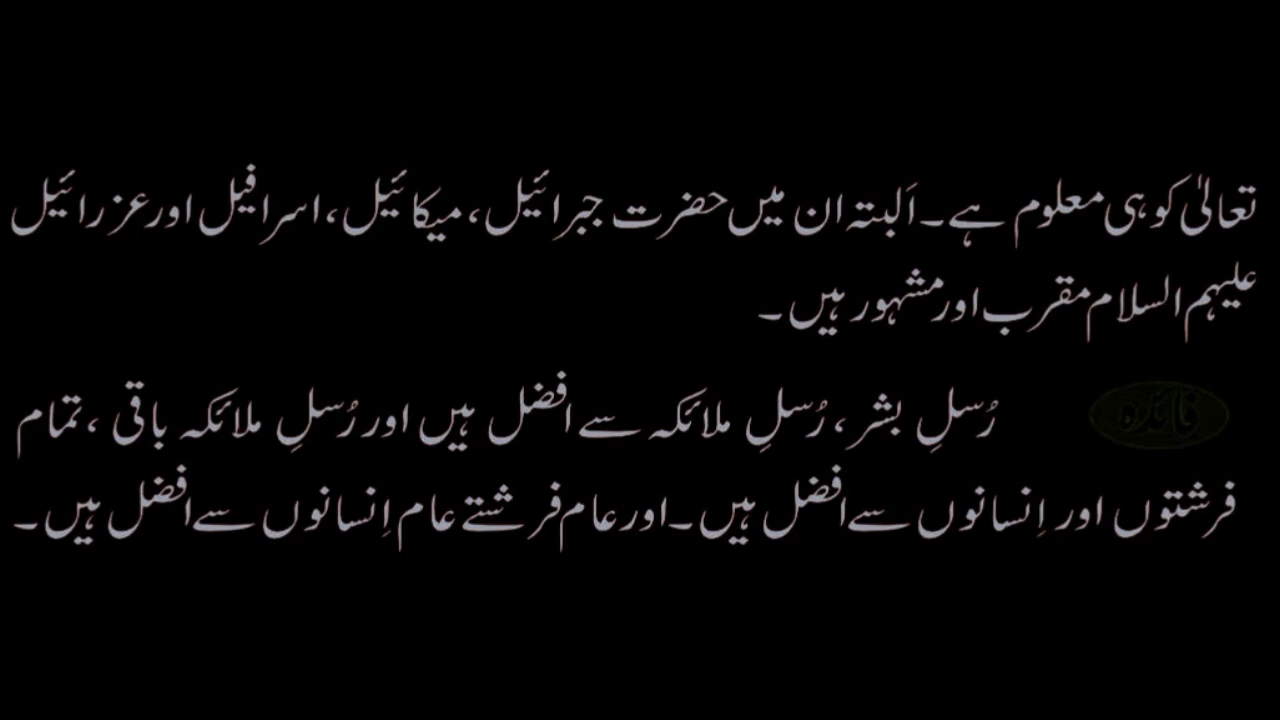 تعالیٰ کو ہی معلوم ہے۔ اَلبتہ ان میں حضرت جبرائیل، میکائیل، اسرافیل اور عزرائیل
علیہم السلام مقرب اور مشہور ہیں۔
فائدہ رُسلِ بشر، رُسلِ ملائکہ سے افضل ہیں اور رُسلِ ملائکہ باقی، تمام
فرشتوں اور اِنسانوں سے افضل ہیں۔ اور عام فرشتے عام اِنسانوں سے افضل ہیں۔